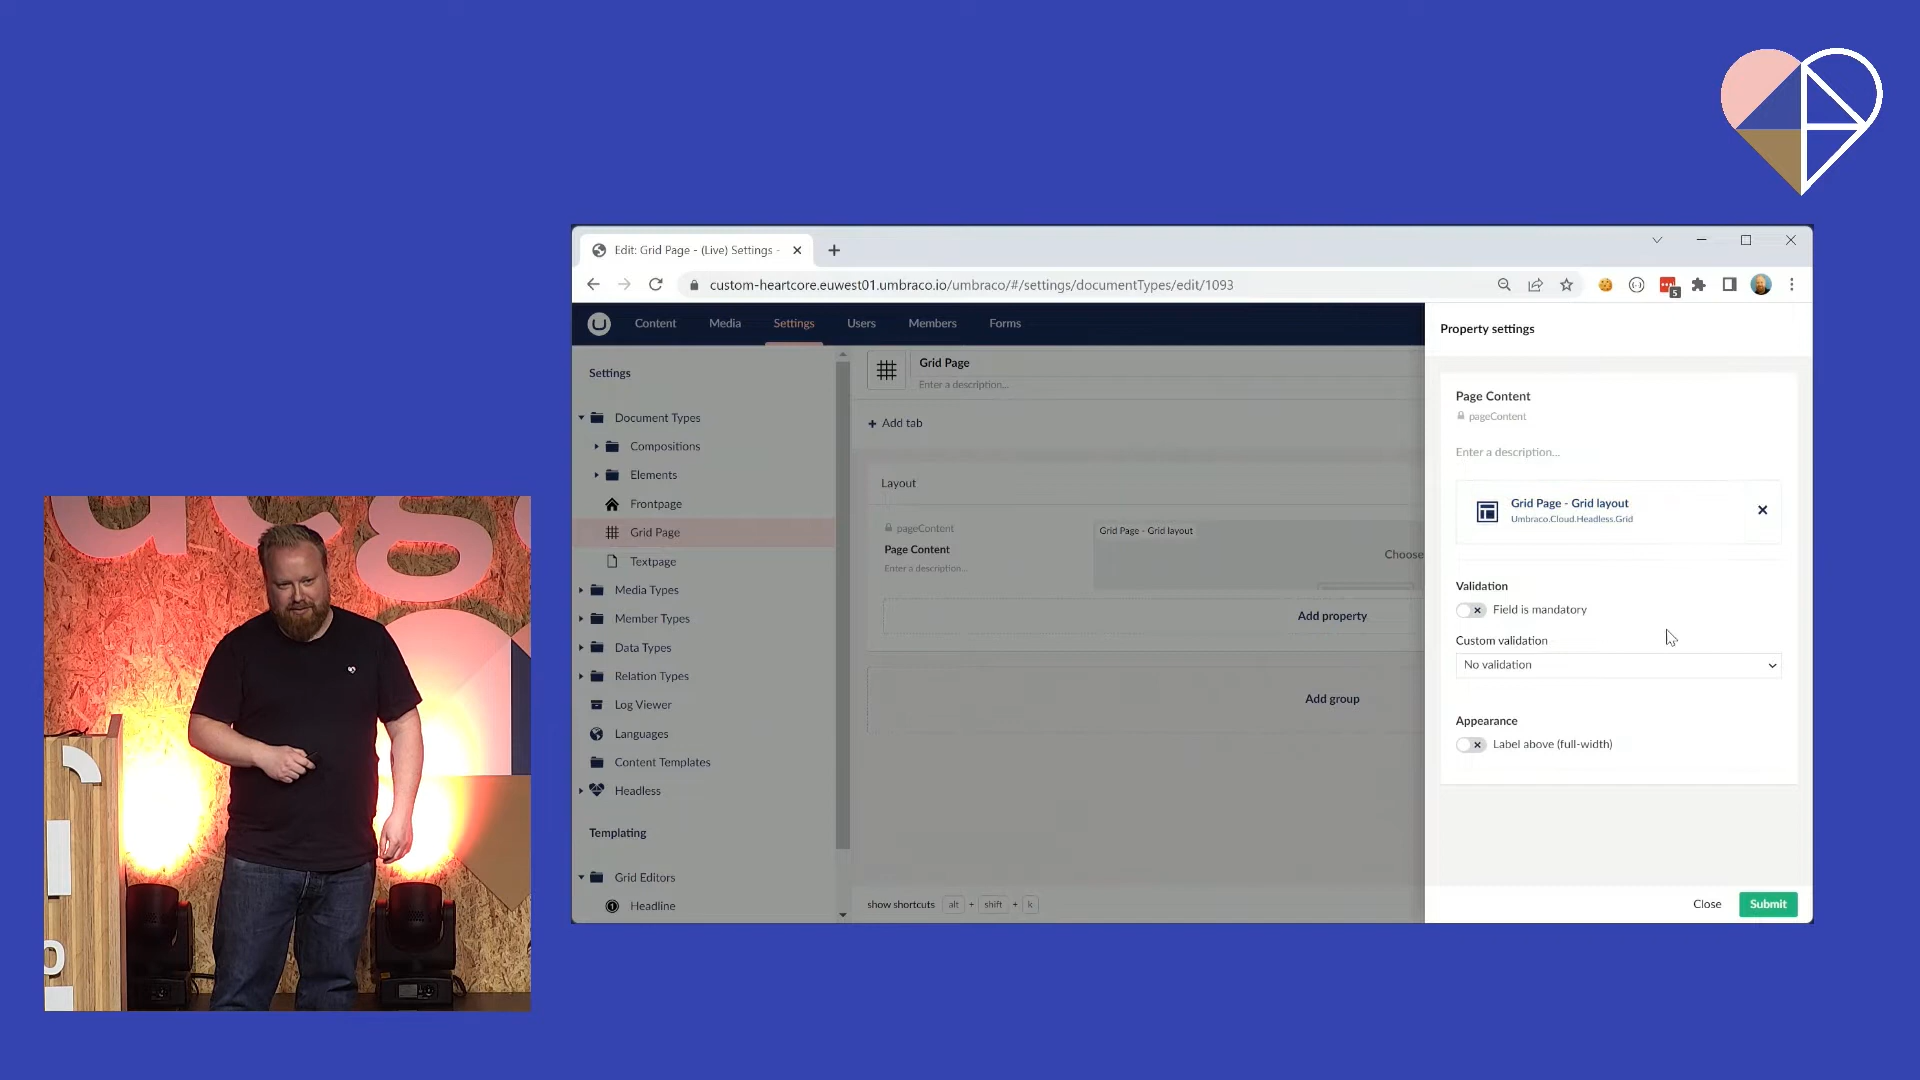 Edit: Grid Page - (Live) Settings -
custom-heartcore.euwest01.umbraco.io/umbraco/#/settings/documentTypes/edit/1093
5
Content Media Settings Users Members Forms
Settings
Document Types
Compositions
Elements
Frontpage
Grid Page
Textpage
Media Types
Member Types
Data Types
Relation Types
Log Viewer
Languages
Content Templates
Headless
Templating
Grid Editors
Headline
Grid Page
Enter a description...
+ Add tab
Layout
pageContent
Page Content
Enter a description...
Grid Page - Grid layout
Choose
Add property
Add group
show shortcuts alt + shift + k
Property settings
Page Content
pageContent
Enter a description...
Grid Page - Grid layout
Umbraco.Cloud.Headless.Grid
Validation
Field is mandatory
Custom validation
No validation
Appearance
Label above (full-width)
Close Submit